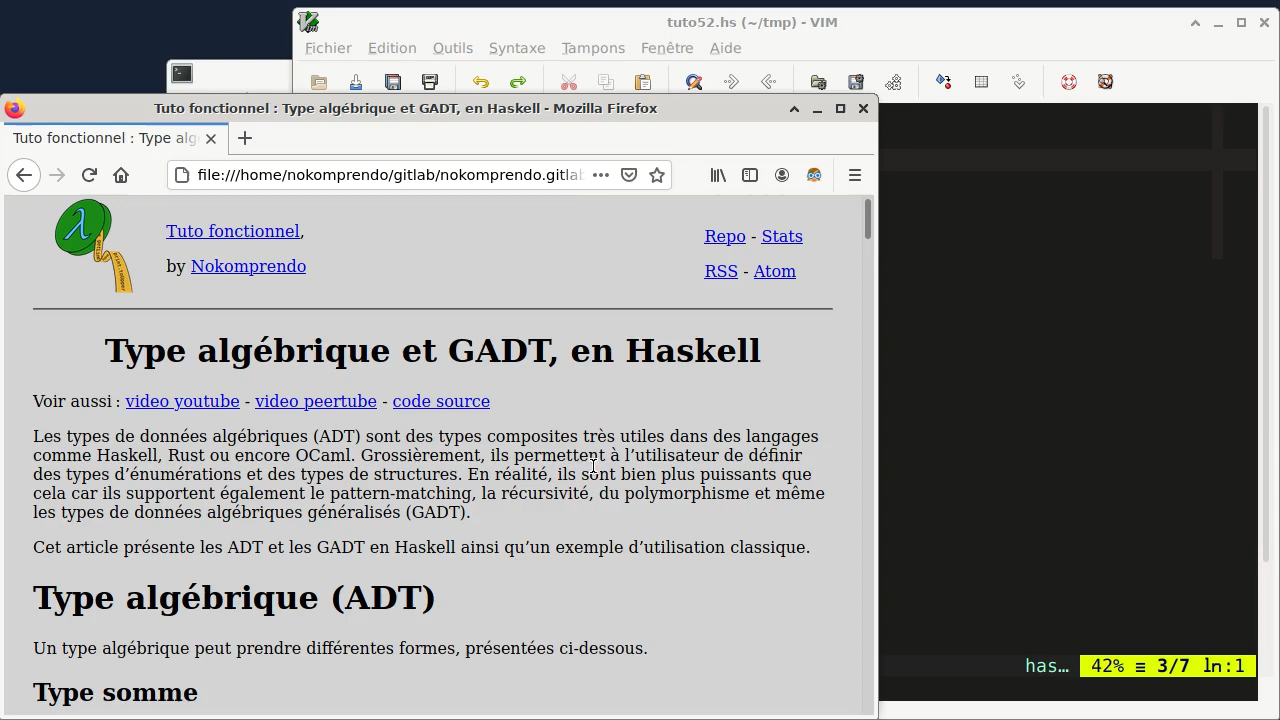 tuto52.hs (~/tmp) - VIM
Fichier Edition Outils Syntaxe Tampons Fenêtre Aide
Tuto fonctionnel : Type algébrique et GADT, en Haskell - Mozilla Firefox
Tuto fonctionnel : Type alg
file:///home/nokomprendo/gitlab/nokomprendo.gitlab
Tuto fonctionnel,
by Nokomprendo
Repo - Stats
RSS - Atom
Type algébrique et GADT, en Haskell
Voir aussi : video youtube - video peertube - code source
Les types de données algébriques (ADT) sont des types composites très utiles dans des langages
comme Haskell, Rust ou encore OCaml. Grossièrement, ils permettent à l’utilisateur de définir
des types d’énumérations et des types de structures. En réalité, ils sont bien plus puissants que
cela car ils supportent également le pattern-matching, la récursivité, du polymorphisme et même
les types de données algébriques généralisés (GADT).
Cet article présente les ADT et les GADT en Haskell ainsi qu’un exemple d’utilisation classique.
Type algébrique (ADT)
Un type algébrique peut prendre différentes formes, présentées ci-dessous.
Type somme
has… 42% ≡ 3/7 ln:1